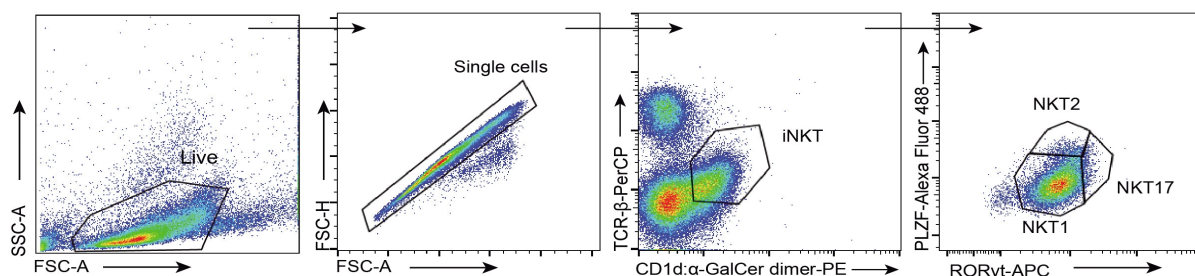 SSC-A
Live
FSC-A
FSC-H
Single cells
FSC-A
TCR-β-PerCP
iNKT
CD1d:α-GalCer dimer-PE
PLZF-Alexa Fluor 488
NKT2
NKT17
NKT1
RORγt-APC